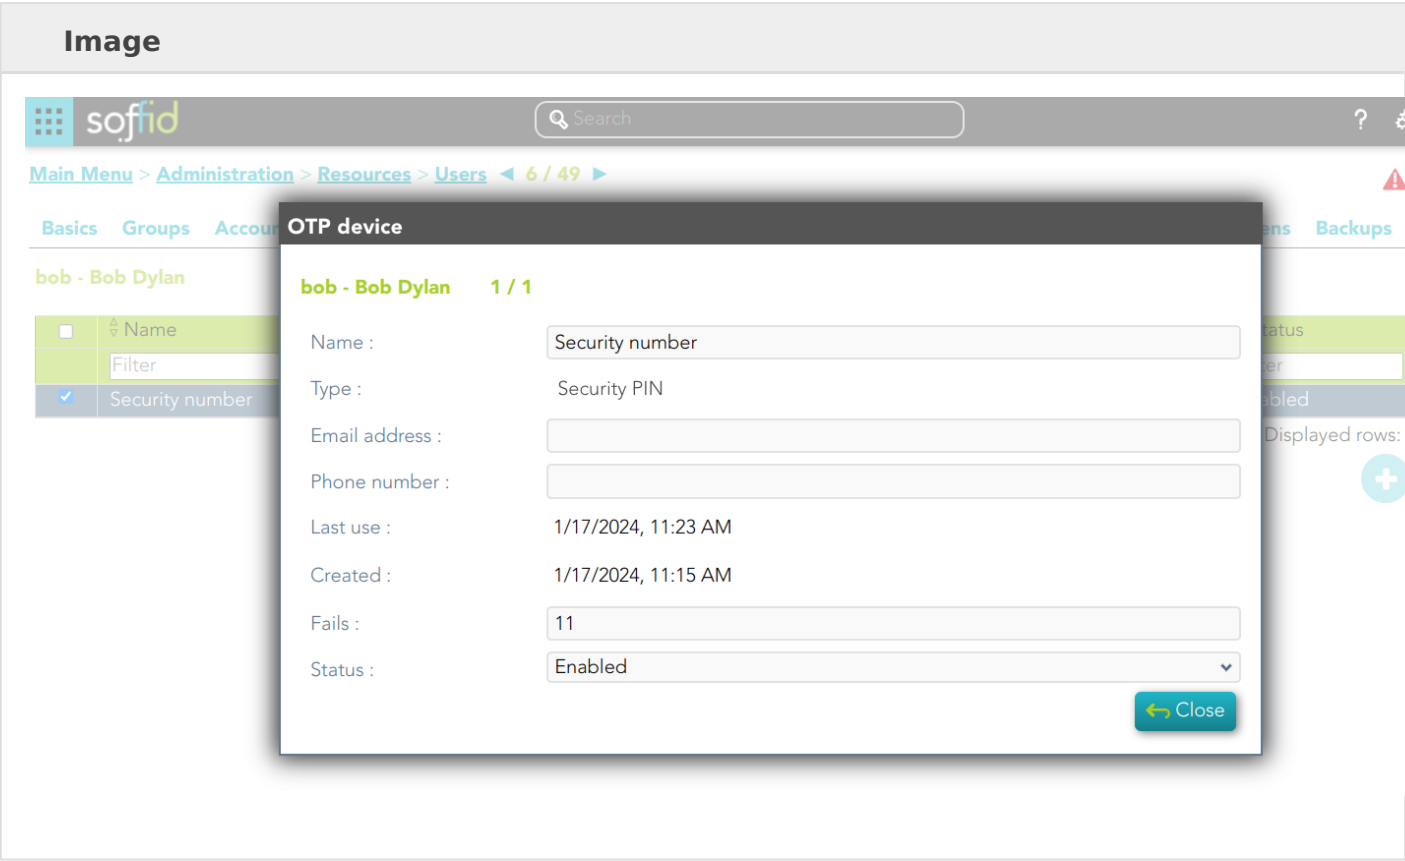 Image
soffid
Search
?
Main Menu > Administration > Resources > Users ◄ 6 / 49 ►
Basics Groups Backups
OTP device
bob - Bob Dylan
bob - Bob Dylan 1 / 1
Name
Filter
Security number
Name : Security number
Type : Security PIN
Email address :
Phone number :
Last use : 1/17/2024, 11:23 AM
Created : 1/17/2024, 11:15 AM
Fails : 11
Status : Enabled
Close
Displayed rows: